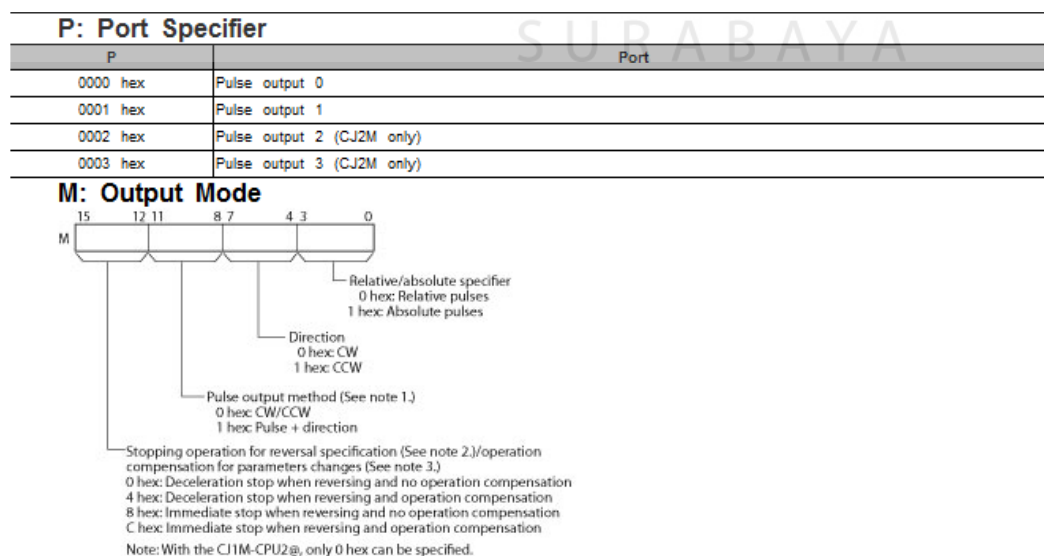 P: Port Specifier
SURABAYA
P Port
0000 hex Pulse output 0
0001 hex Pulse output 1
0002 hex Pulse output 2 (CJ2M only)
0003 hex Pulse output 3 (CJ2M only)
M: Output Mode
15 12 11 8 7 4 3 0
M
Relative/absolute specifier
0 hex: Relative pulses
1 hex: Absolute pulses
Direction
0 hex: CW
1 hex: CCW
Pulse output method (See note 1.)
0 hex: CW/CCW
1 hex: Pulse + direction
Stopping operation for reversal specification (See note 2.)/operation
compensation for parameters changes (See note 3.)
0 hex: Deceleration stop when reversing and no operation compensation
4 hex: Deceleration stop when reversing and operation compensation
8 hex: Immediate stop when reversing and no operation compensation
C hex: Immediate stop when reversing and operation compensation
Note: With the CJ1M-CPU2@, only 0 hex can be specified.